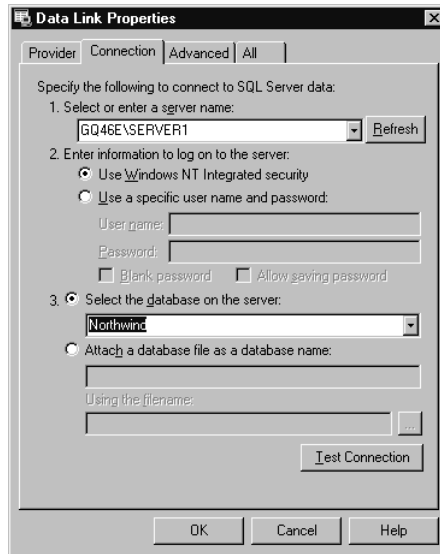 Data Link Properties
Provider Connection Advanced All
Specify the following to connect to SQL Server data:
1. Select or enter a server name:
GQ46E\SERVER1 Refresh
2. Enter information to log on to the server:
Use Windows NT Integrated security
Use a specific user name and password:
User name:
Password:
Blank password Allow saving password
3. Select the database on the server:
Northwind
Attach a database file as a database name:
Using the filename:
...
Test Connection
OK Cancel Help